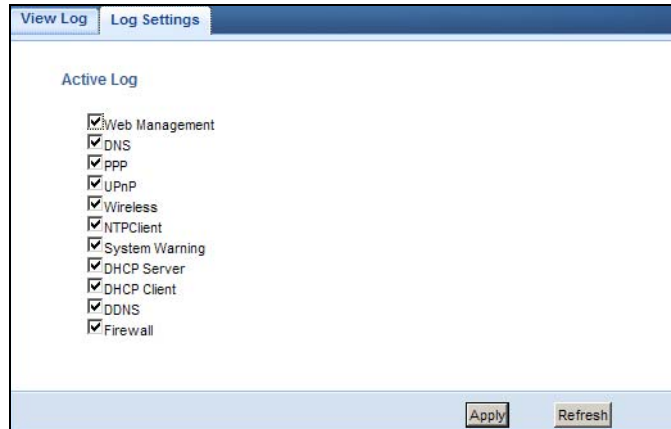 View Log Log Settings
Active Log
Web Management
DNS
PPP
UPnP
Wireless
NTPClient
System Warning
DHCP Server
DHCP Client
DDNS
Firewall
Apply Refresh